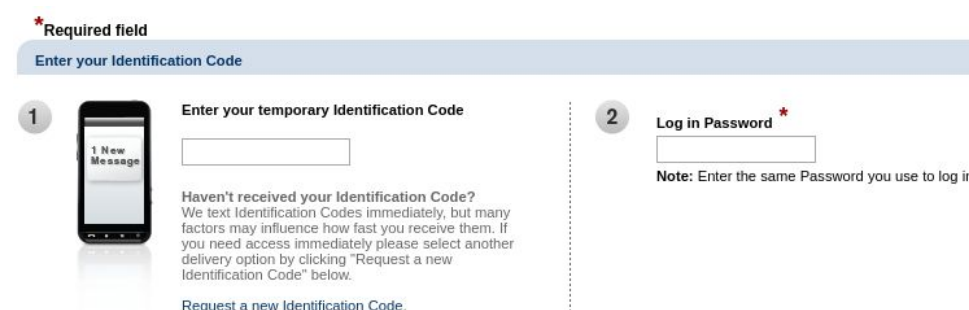 *Required field
Enter your Identification Code
1
1 New
Message
Enter your temporary Identification Code
Haven't received your Identification Code?
We text Identification Codes immediately, but many
factors may influence how fast you receive them. If
you need access immediately please select another
delivery option by clicking "Request a new
Identification Code" below.
Request a new Identification Code.
2
Log in Password *
Note: Enter the same Password you use to log in